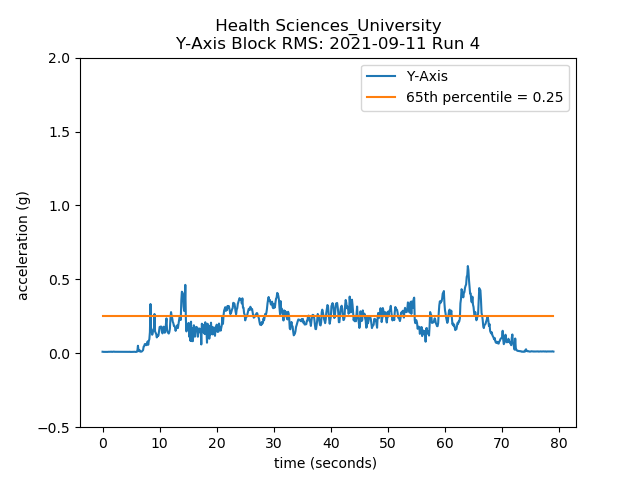 Health Sciences_University
Y-Axis Block RMS: 2021-09-11 Run 4
Y-Axis
65th percentile = 0.25
2.0
1.5
1.0
0.5
0.0
−0.5
acceleration (g)
0 10 20 30 40 50 60 70 80
time (seconds)